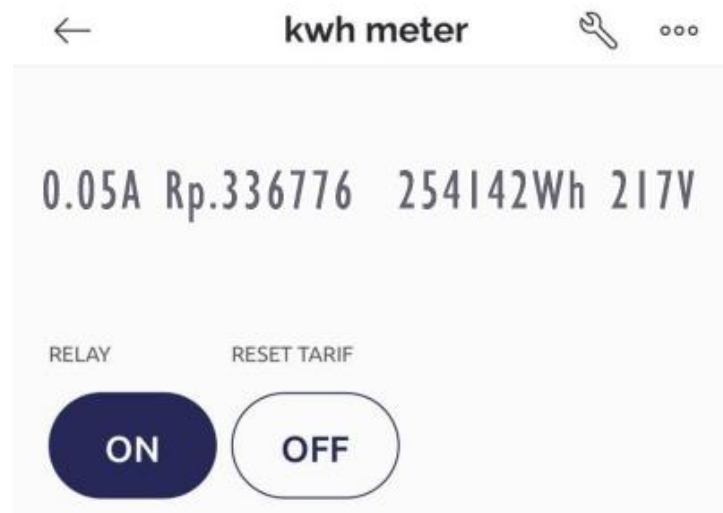 kwh meter
0.05A Rp.336776 254142Wh 217V
RELAY RESET TARIF
ON OFF